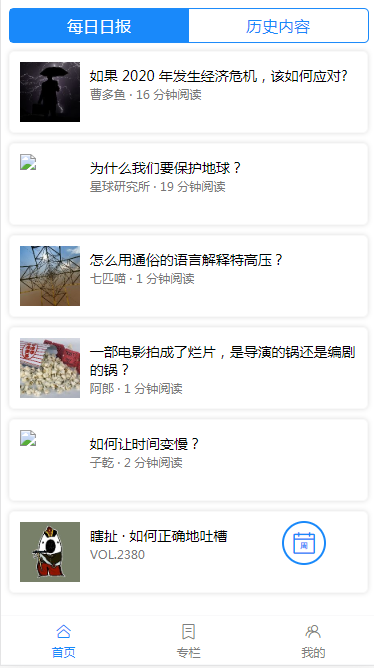 每日日报
历史内容
如果 2020 年发生经济危机，该如何应对?
曹多鱼 · 16 分钟阅读
为什么我们要保护地球？
星球研究所 · 19 分钟阅读
怎么用通俗的语言解释特高压？
七匹喵 · 1 分钟阅读
一部电影拍成了烂片，是导演的锅还是编剧
的锅？
阿郎 · 1 分钟阅读
如何让时间变慢？
子乾 · 2 分钟阅读
瞎扯 · 如何正确地吐槽
VOL.2380
周
首页
专栏
我的